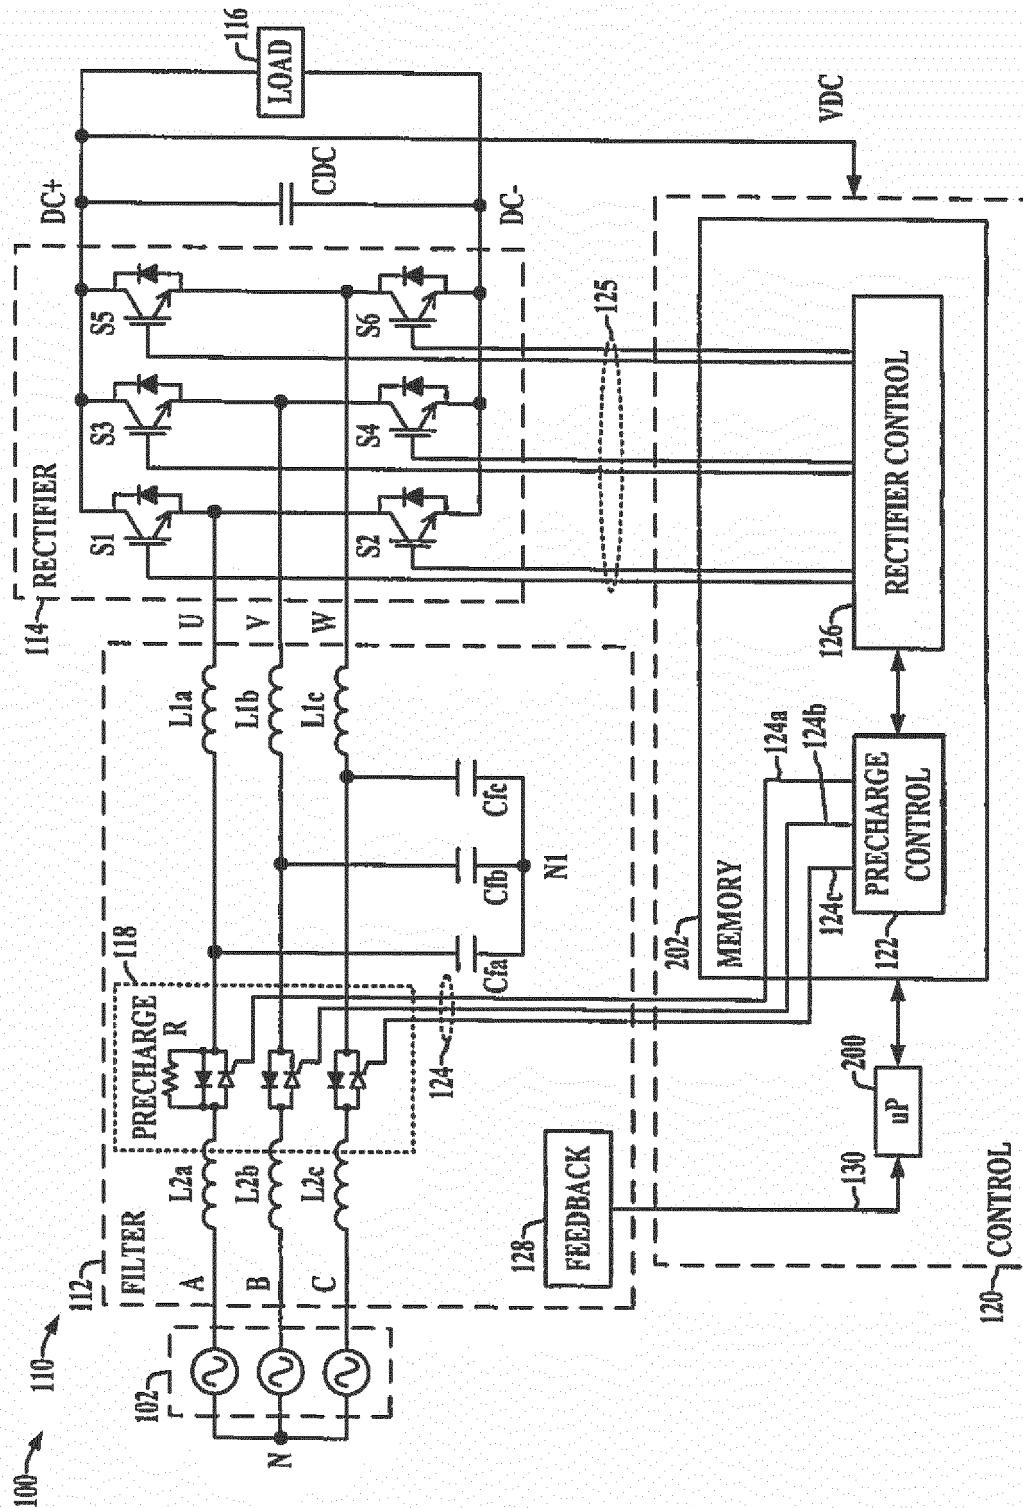 100
110
102
N
A
B
C
112
FILTER
L2a
L2b
L2c
PRECHARGE
118
R
124
Cfa
Cfb
Cfc
N1
L1a
L1b
L1c
U
V
W
114
RECTIFIER
S1
S3
S5
S2
S4
S6
DC+
DC-
CDC
116
LOAD
VDC
125
128
FEEDBACK
130
120
CONTROL
200
uP
202
MEMORY
122
PRECHARGE
CONTROL
124a
124b
124c
126
RECTIFIER CONTROL